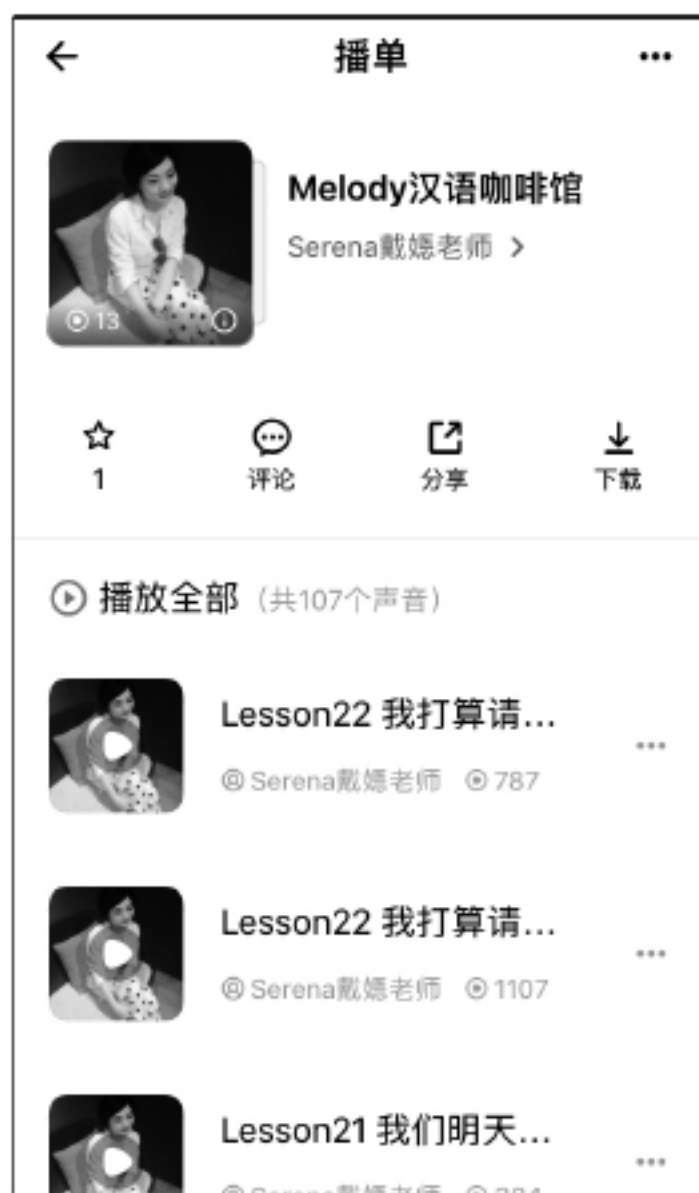 播单
Melody汉语咖啡馆
Serena戴媤老师
13
1
评论
分享
下载
播放全部（共107个声音）
Lesson22 我打算请...
Serena戴媤老师 787
Lesson22 我打算请...
Serena戴媤老师 1107
Lesson21 我们明天...